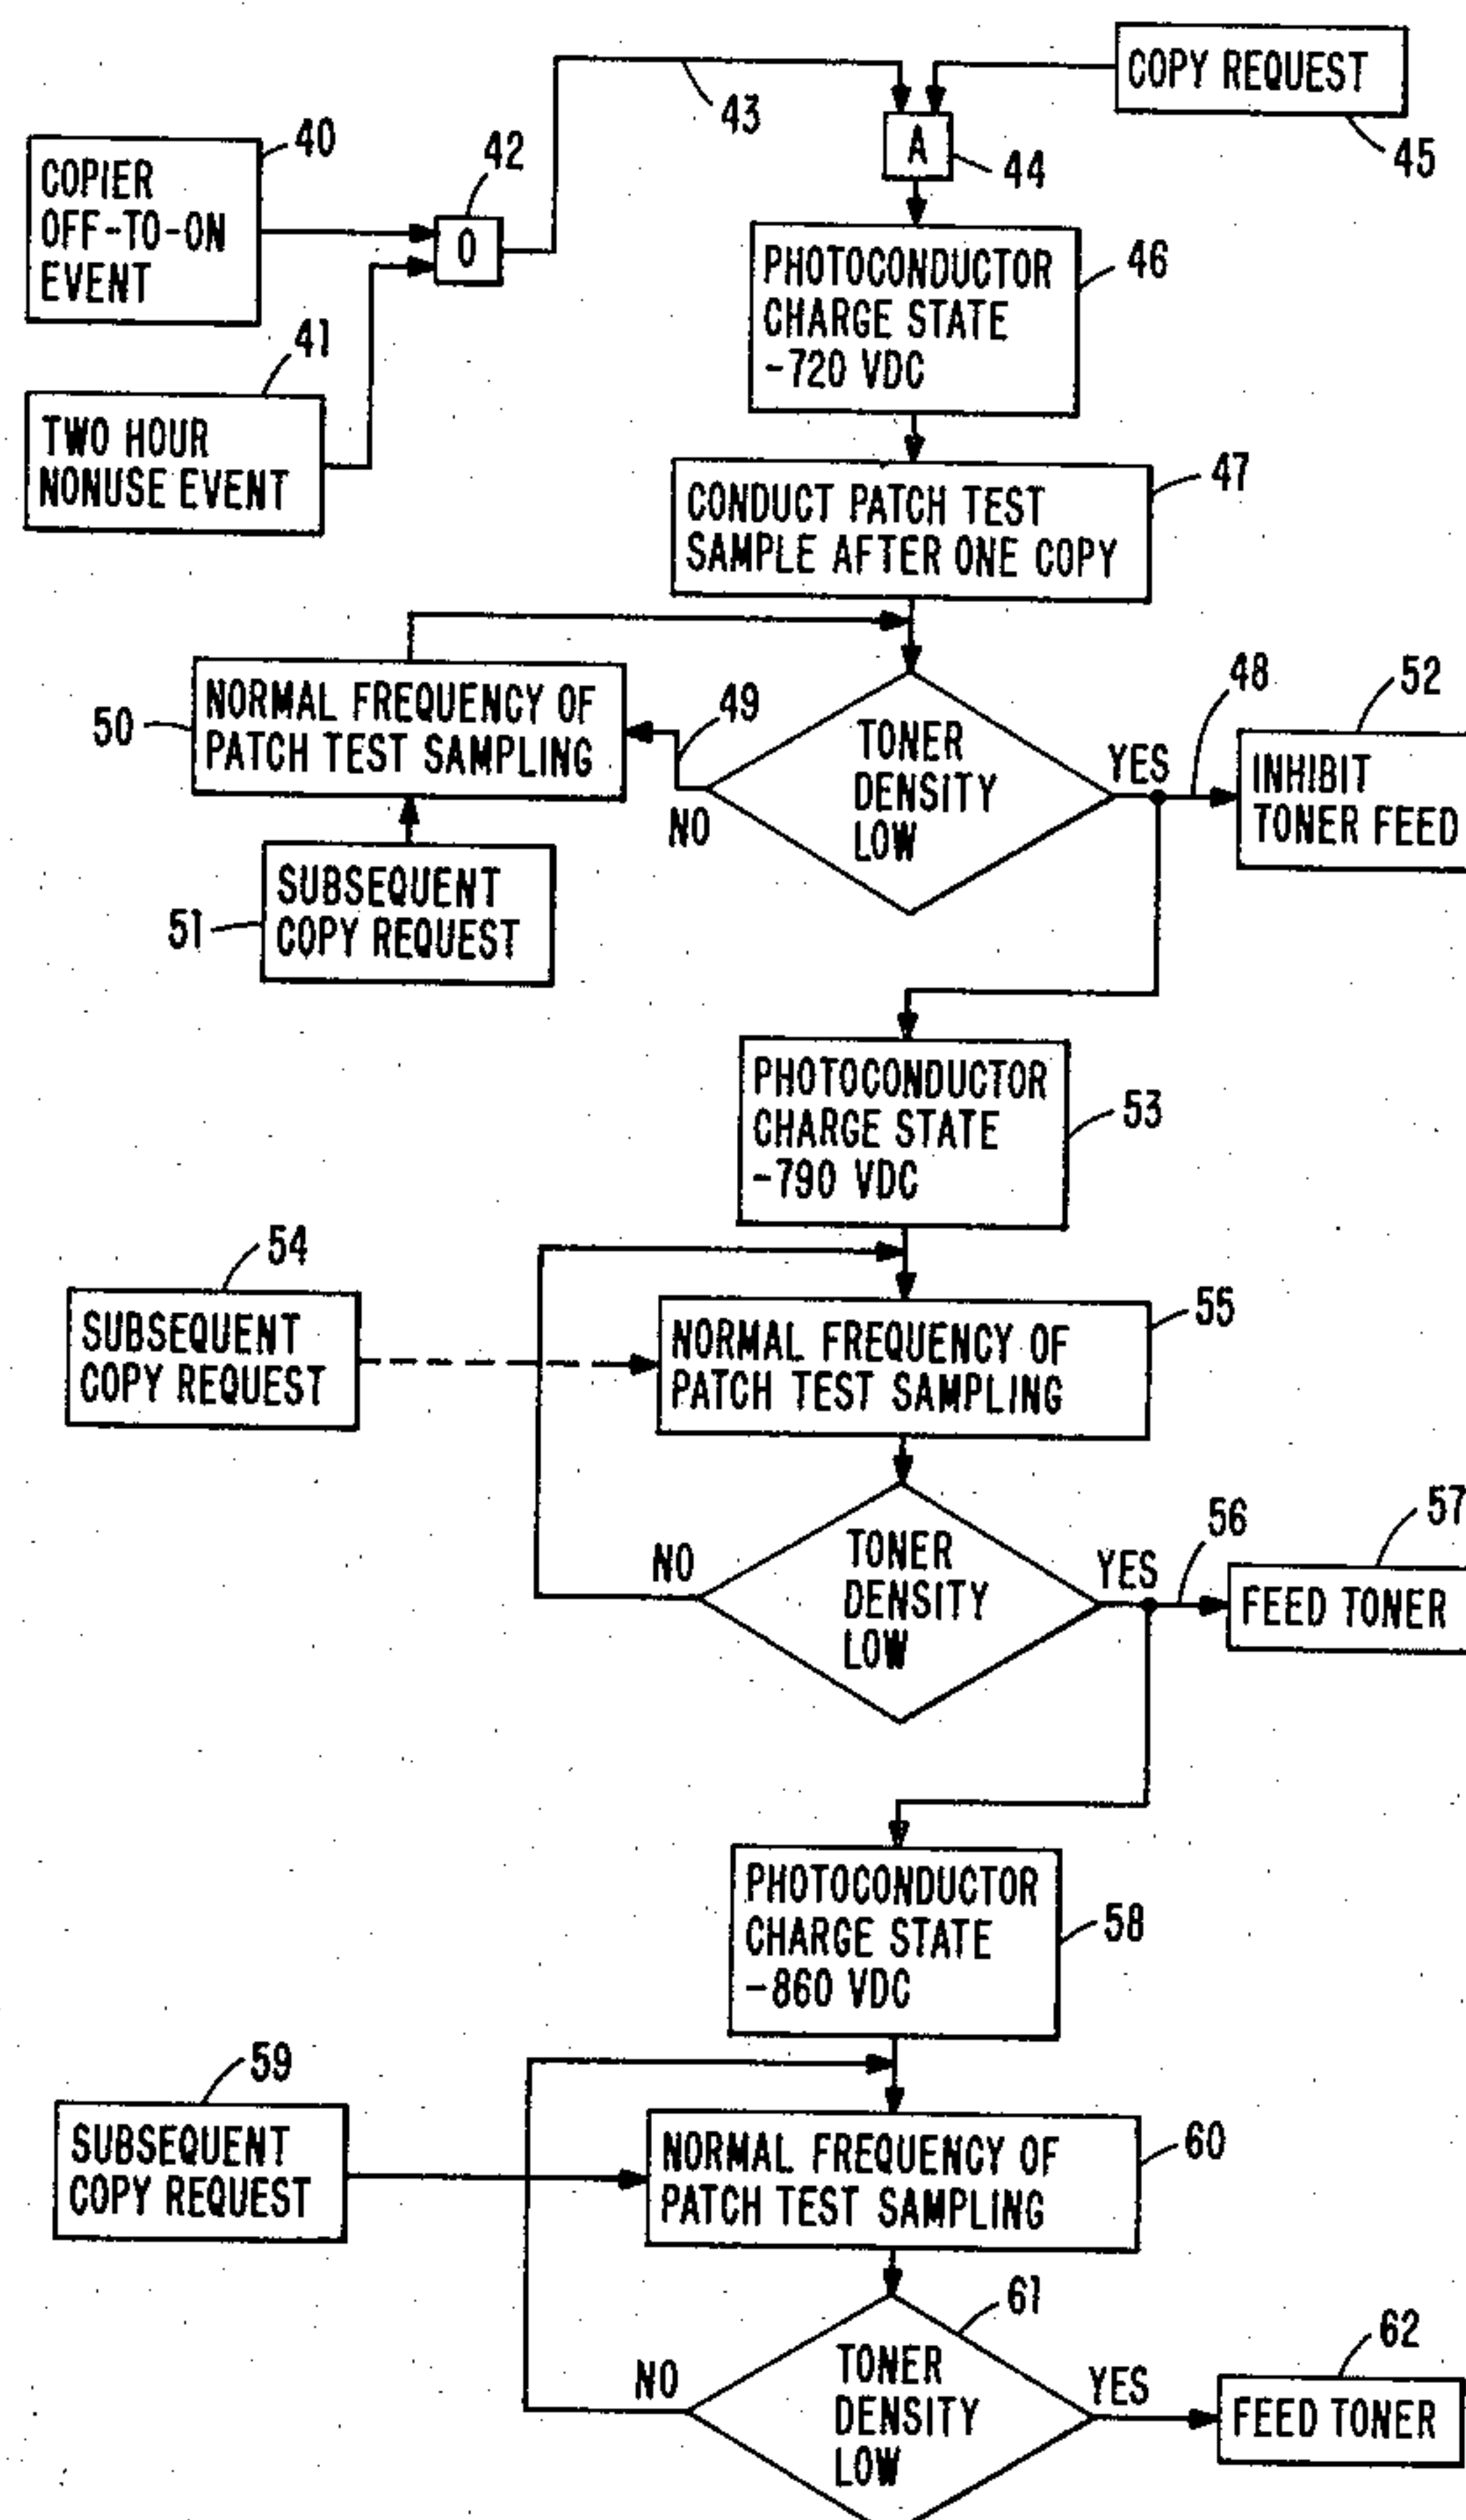 43
COPY REQUEST
45
A
44
40
COPIER
OFF-TO-ON
EVENT
42
O
41
TWO HOUR
NONUSE EVENT
46
PHOTOCONDUCTOR
CHARGE STATE
-720 VDC
47
CONDUCT PATCH TEST
SAMPLE AFTER ONE COPY
50
NORMAL FREQUENCY OF
PATCH TEST SAMPLING
49
NO
TONER
DENSITY
LOW
YES
48
52
INHIBIT
TONER FEED
51
SUBSEQUENT
COPY REQUEST
PHOTOCONDUCTOR
CHARGE STATE
-790 VDC
53
54
SUBSEQUENT
COPY REQUEST
55
NORMAL FREQUENCY OF
PATCH TEST SAMPLING
NO
TONER
DENSITY
LOW
YES
56
57
FEED TONER
PHOTOCONDUCTOR
CHARGE STATE
-860 VDC
58
59
SUBSEQUENT
COPY REQUEST
NORMAL FREQUENCY OF
PATCH TEST SAMPLING
60
61
NO
TONER
DENSITY
LOW
YES
62
FEED TONER